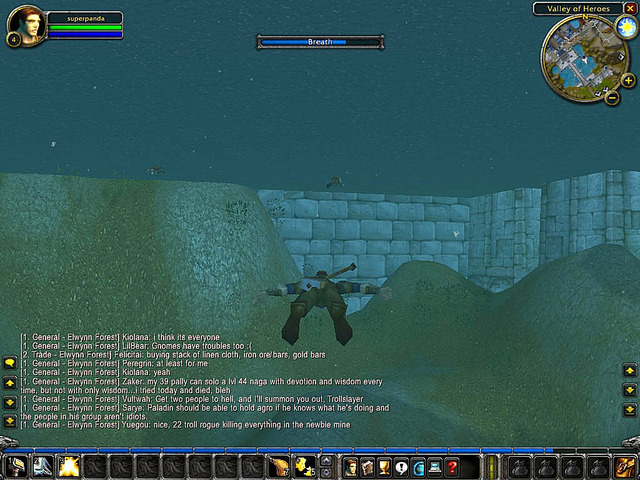 superpanda
4
Breath
Valley of Heroes
N
[1. General - Elwynn Forest] Kiolana: i think its everyone
[1. General - Elwynn Forest] LilBear: Gnomes have troubles too :(
2. Trade - Elwynn Forest] Felicitai: buying stack of linen cloth, iron ore/bars, gold bars
[1. General - Elwynn Forest] Peregrin: at least for me
[1. General - Elwynn Forest] Kiolana: yeah
[1. General - Elwynn Forest] Zaker: my 39 pally can solo a lvl 44 naga with devotion and wisdom every
time, but not with only wisdom...i tried today and died, bleh
[1. General - Elwynn Forest] Vultwah: Get two people to hell, and I'll summon you out, Trollslayer
[1. General - Elwynn Forest] Sarye: Paladin should be able to hold agro if he knows what he's doing and
the people in his group aren't idiots.
[1. General - Elwynn Forest] Yuegou: nice, 22 troll rogue killing everything in the newbie mine
5